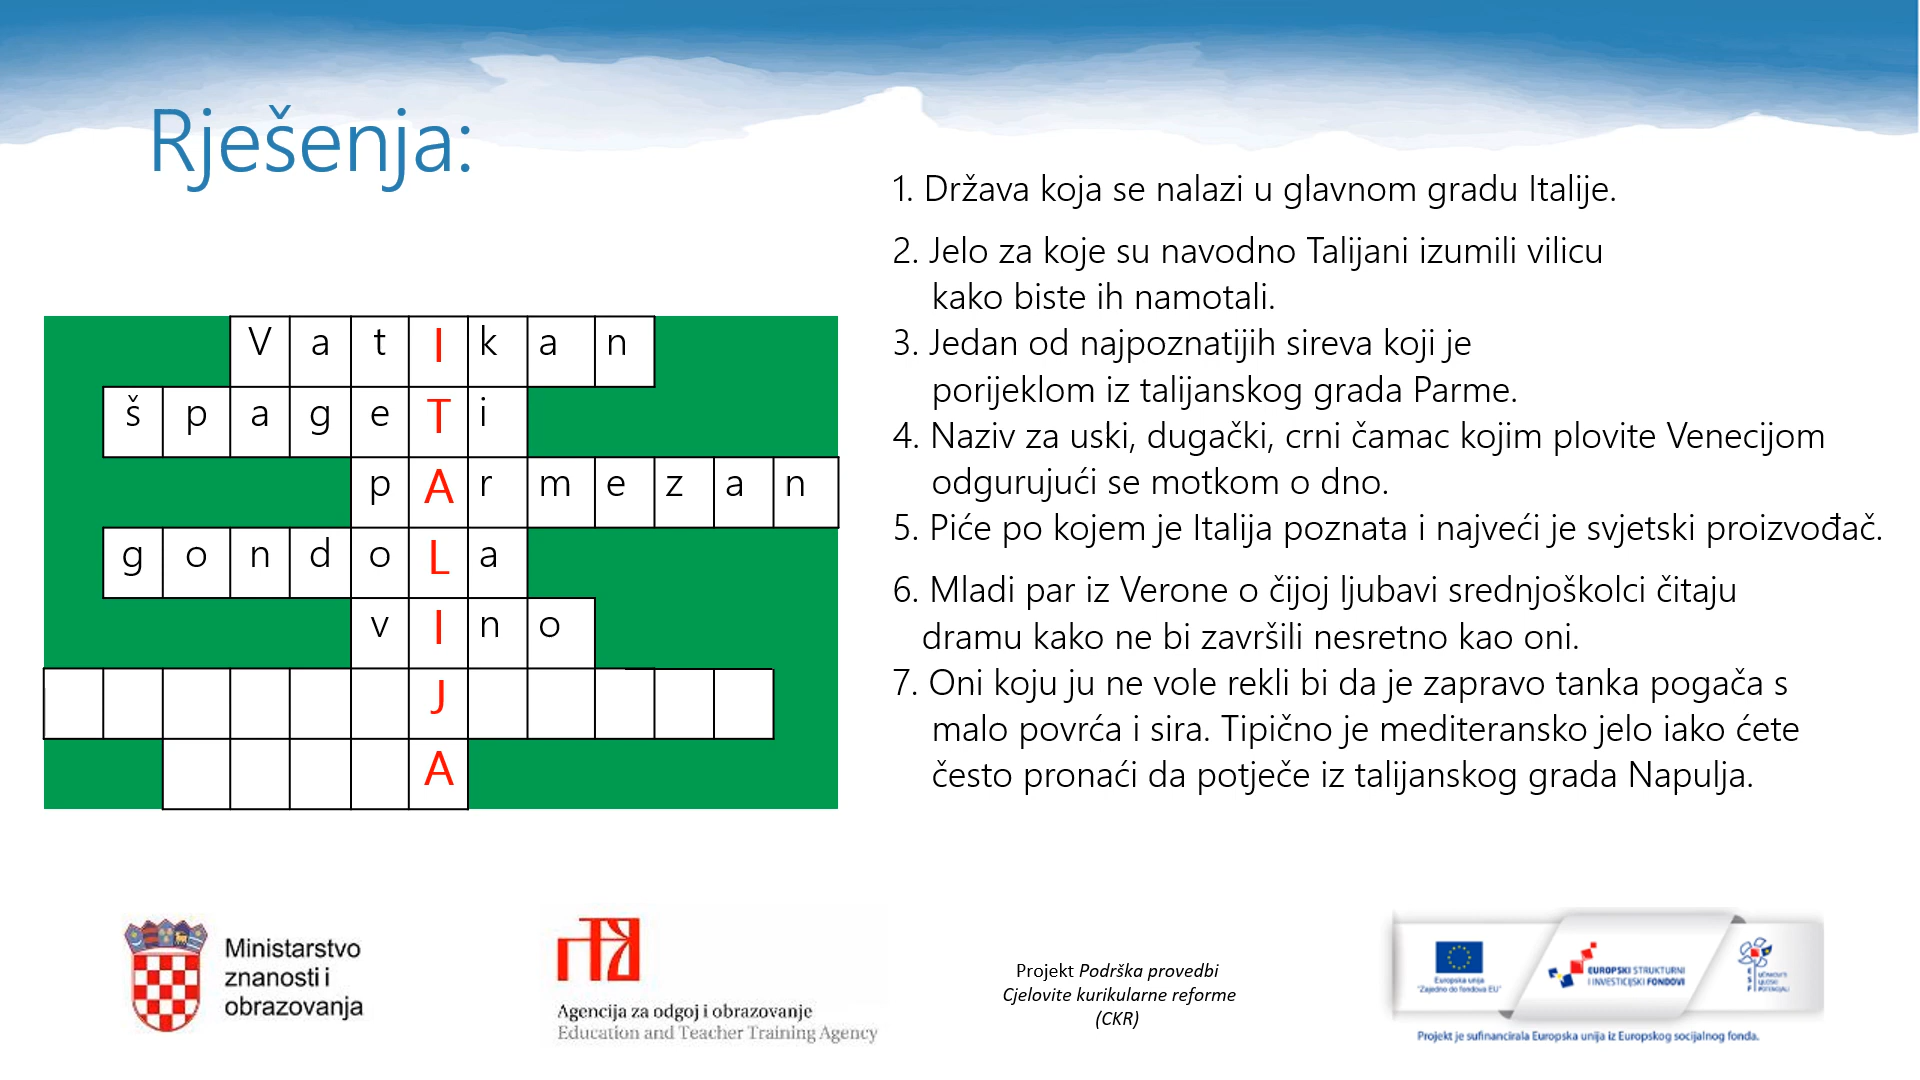 Rješenja:
1. Država koja se nalazi u glavnom gradu Italije.
2. Jelo za koje su navodno Talijani izumili vilicu
kako biste ih namotali.
3. Jedan od najpoznatijih sireva koji je
porijeklom iz talijanskog grada Parme.
4. Naziv za uski, dugački, crni čamac kojim plovite Venecijom
odgurujući se motkom o dno.
5. Piće po kojem je Italija poznata i najveći je svjetski proizvođač.
6. Mladi par iz Verone o čijoj ljubavi srednjoškolci čitaju
dramu kako ne bi završili nesretno kao oni.
7. Oni koju ju ne vole rekli bi da je zapravo tanka pogača s
malo povrća i sira. Tipično je mediteransko jelo iako ćete
često pronaći da potječe iz talijanskog grada Napulja.
V a t I k a n
š p a g e T i
p A r m e z a n
g o n d o L a
v I n o
J
A
Ministarstvo
znanosti i
obrazovanja
Agencija za odgoj i obrazovanje
Education and Teacher Training Agency
Projekt Podrška provedbi
Cjelovite kurikularne reforme
(CKR)
Europska unija
"Zajedno do fondova EU"
EUROPSKI STRUKTURNI
I INVESTICIJSKI FONDOVI
Projekt je sufinancirala Europska unija iz Europskog socijalnog fonda.